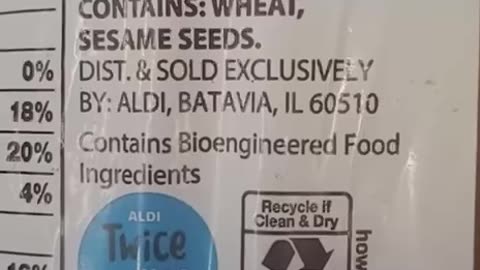 CONTAINS: WHEAT,
SESAME SEEDS.
0%
DIST. & SOLD EXCLUSIVELY
18%
BY: ALDI, BATAVIA, IL 60510
20%
Contains Bioengineered Food
4%
Ingredients
ALDI
Twice
Recycle if
Clean & Dry
how